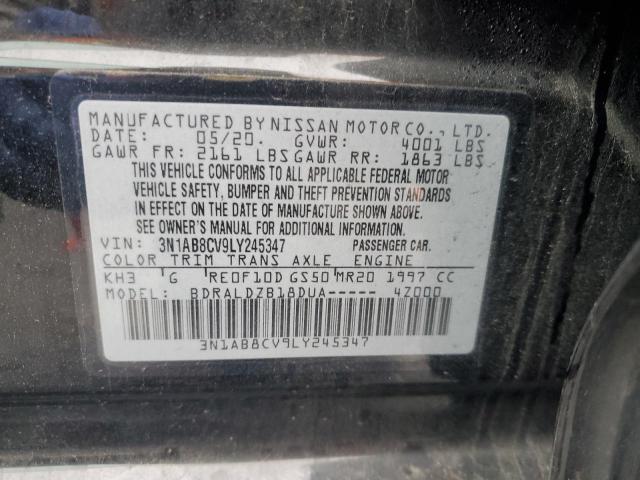 MANUFACTURED BY NISSAN MOTOR CO., LTD.
DATE: 05/20. GVWR: 4001 LBS
GAWR FR: 2161 LBS GAWR RR: 1863 LBS
THIS VEHICLE CONFORMS TO ALL APPLICABLE FEDERAL MOTOR
VEHICLE SAFETY, BUMPER AND THEFT PREVENTION STANDARDS
IN EFFECT ON THE DATE OF MANUFACTURE SHOWN ABOVE.
SEE OWNER'S MANUAL FOR ADDITIONAL INFORMATION.
VIN: 3N1AB8CV9LY245347 PASSENGER CAR.
COLOR TRIM TRANS AXLE ENGINE
KH3 G RE0F10D GS50 MR20 1997 CC
MODEL: BDRALDZB18DUA----- 4Z000
3N1AB8CV9LY245347